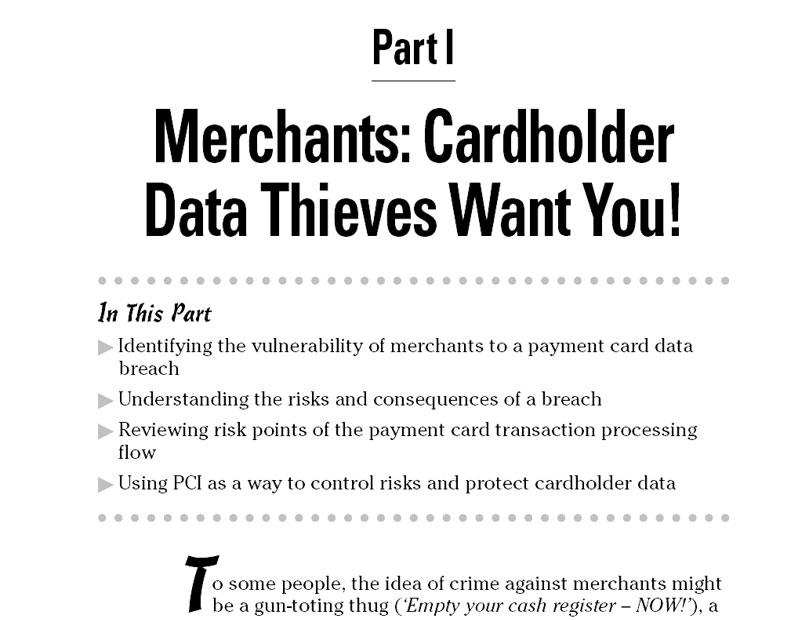 Part I
Merchants: Cardholder
Data Thieves Want You!
In This Part
Identifying the vulnerability of merchants to a payment card data
breach
Understanding the risks and consequences of a breach
Reviewing risk points of the payment card transaction processing
flow
Using PCI as a way to control risks and protect cardholder data
To some people, the idea of crime against merchants might
be a gun-toting thug (‘Empty your cash register – NOW!’), a